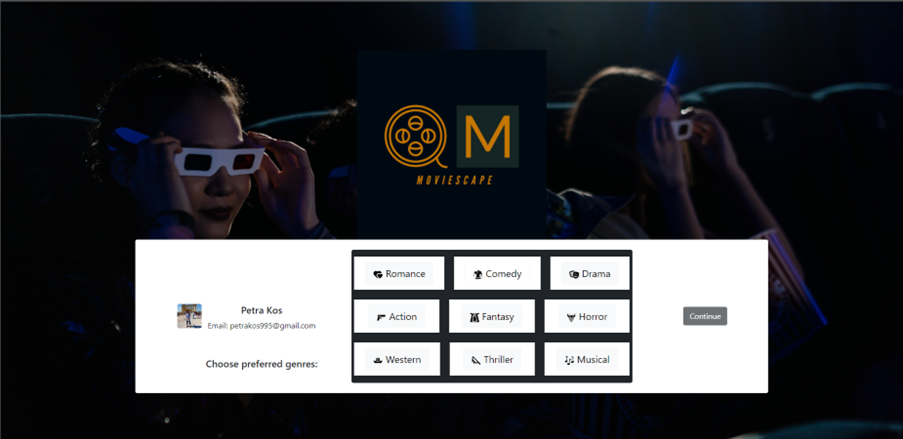 M
MOVIESCAPE
Romance Comedy Drama
Petra Kos
Email: petrakos995@gmail.com
Action Fantasy Horror
Continue
Choose preferred genres:
Western Thriller Musical